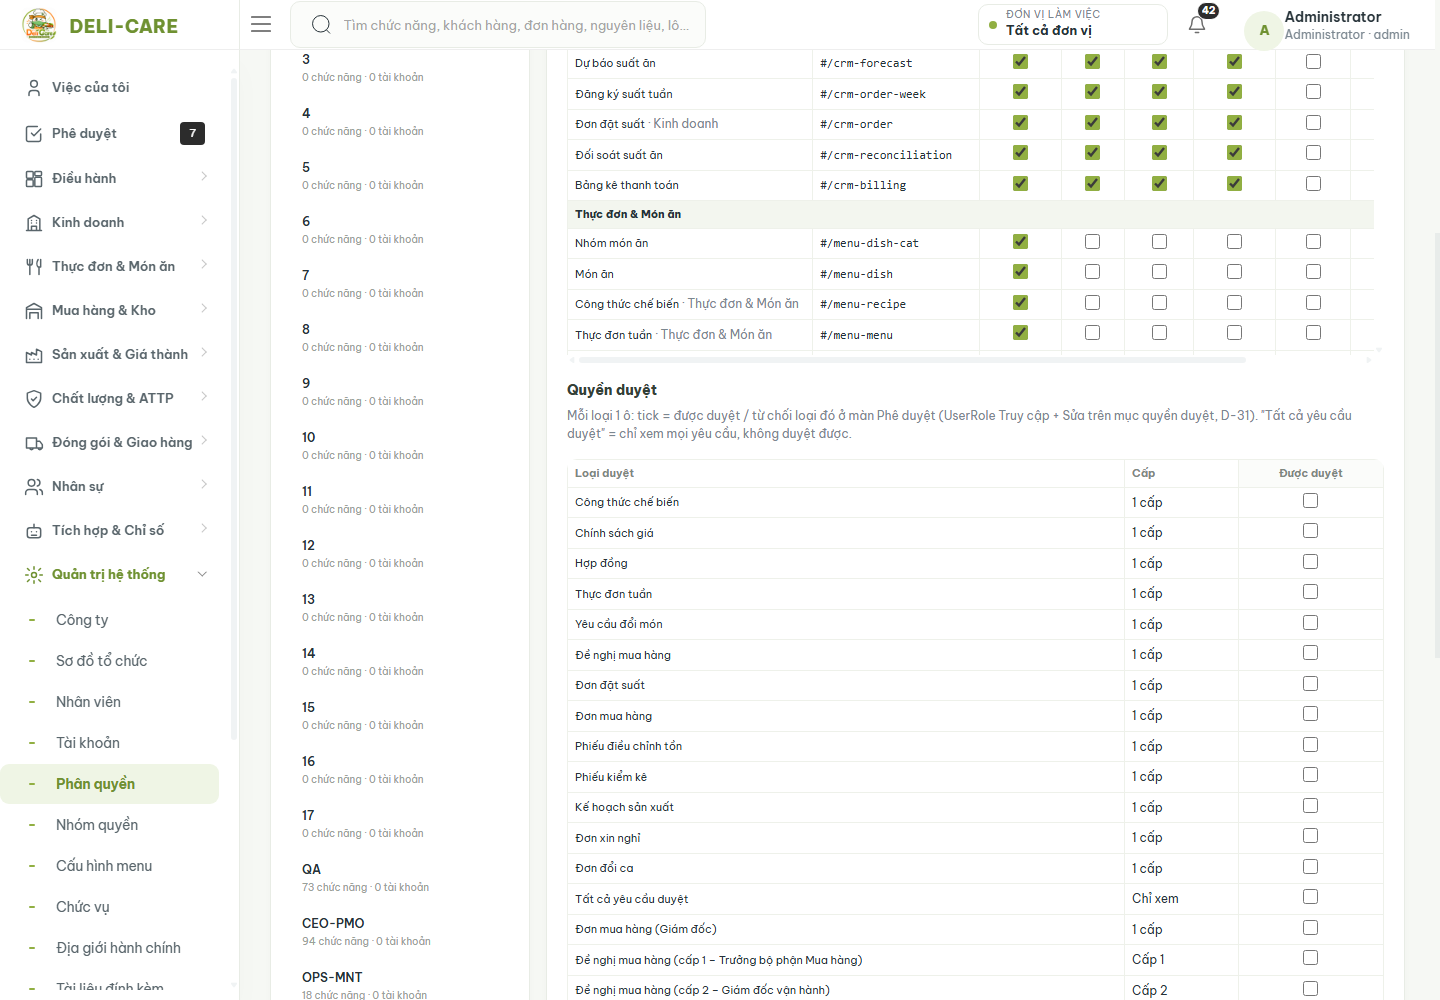 DELI-CARE
Tìm chức năng, khách hàng, đơn hàng, nguyên liệu, lô...
ĐƠN VỊ LÀM VIỆC
Tất cả đơn vị
42
A
Administrator
Administrator · admin
Việc của tôi
Phê duyệt
7
Điều hành
Kinh doanh
Thực đơn & Món ăn
Mua hàng & Kho
Sản xuất & Giá thành
Chất lượng & ATTP
Đóng gói & Giao hàng
Nhân sự
Tích hợp & Chỉ số
Quản trị hệ thống
Công ty
Sơ đồ tổ chức
Nhân viên
Tài khoản
Phân quyền
Nhóm quyền
Cấu hình menu
Chức vụ
Địa giới hành chính
Tài liệu đính kèm
3
0 chức năng · 0 tài khoản
4
0 chức năng · 0 tài khoản
5
0 chức năng · 0 tài khoản
6
0 chức năng · 0 tài khoản
7
0 chức năng · 0 tài khoản
8
0 chức năng · 0 tài khoản
9
0 chức năng · 0 tài khoản
10
0 chức năng · 0 tài khoản
11
0 chức năng · 0 tài khoản
12
0 chức năng · 0 tài khoản
13
0 chức năng · 0 tài khoản
14
0 chức năng · 0 tài khoản
15
0 chức năng · 0 tài khoản
16
0 chức năng · 0 tài khoản
17
0 chức năng · 0 tài khoản
QA
73 chức năng · 0 tài khoản
CEO-PMO
94 chức năng · 0 tài khoản
OPS-MNT
18 chức năng · 0 tài khoản
Dự báo suất ăn #/crm-forecast
Đăng ký suất tuần #/crm-order-week
Đơn đặt suất · Kinh doanh #/crm-order
Đối soát suất ăn #/crm-reconciliation
Bảng kê thanh toán #/crm-billing
Thực đơn & Món ăn
Nhóm món ăn #/menu-dish-cat
Món ăn #/menu-dish
Công thức chế biến · Thực đơn & Món ăn #/menu-recipe
Thực đơn tuần · Thực đơn & Món ăn #/menu-menu
Quyền duyệt
Mỗi loại 1 ô: tick = được duyệt / từ chối loại đó ở màn Phê duyệt (UserRole Truy cập + Sửa trên mục quyền duyệt, D-31). "Tất cả yêu cầu
duyệt" = chỉ xem mọi yêu cầu, không duyệt được.
Loại duyệt Cấp Được duyệt
Công thức chế biến 1 cấp
Chính sách giá 1 cấp
Hợp đồng 1 cấp
Thực đơn tuần 1 cấp
Yêu cầu đổi món 1 cấp
Đề nghị mua hàng 1 cấp
Đơn đặt suất 1 cấp
Đơn mua hàng 1 cấp
Phiếu điều chỉnh tồn 1 cấp
Phiếu kiểm kê 1 cấp
Kế hoạch sản xuất 1 cấp
Đơn xin nghỉ 1 cấp
Đơn đổi ca 1 cấp
Tất cả yêu cầu duyệt Chỉ xem
Đơn mua hàng (Giám đốc) 1 cấp
Đề nghị mua hàng (cấp 1 – Trưởng bộ phận Mua hàng) Cấp 1
Đề nghị mua hàng (cấp 2 – Giám đốc vận hành) Cấp 2